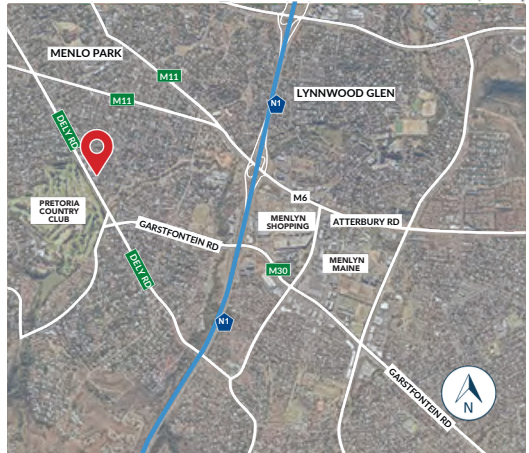 MENLO PARK
M11
LYNNWOOD GLEN
M11
N1
DELY RD
M6
PRETORIA
COUNTRY
CLUB
MENLYN
SHOPPING
ATTERBURY RD
GARSTFONTEIN RD
MENLYN
MAINE
M30
DELY RD
N1
GARSTFONTEIN RD
N